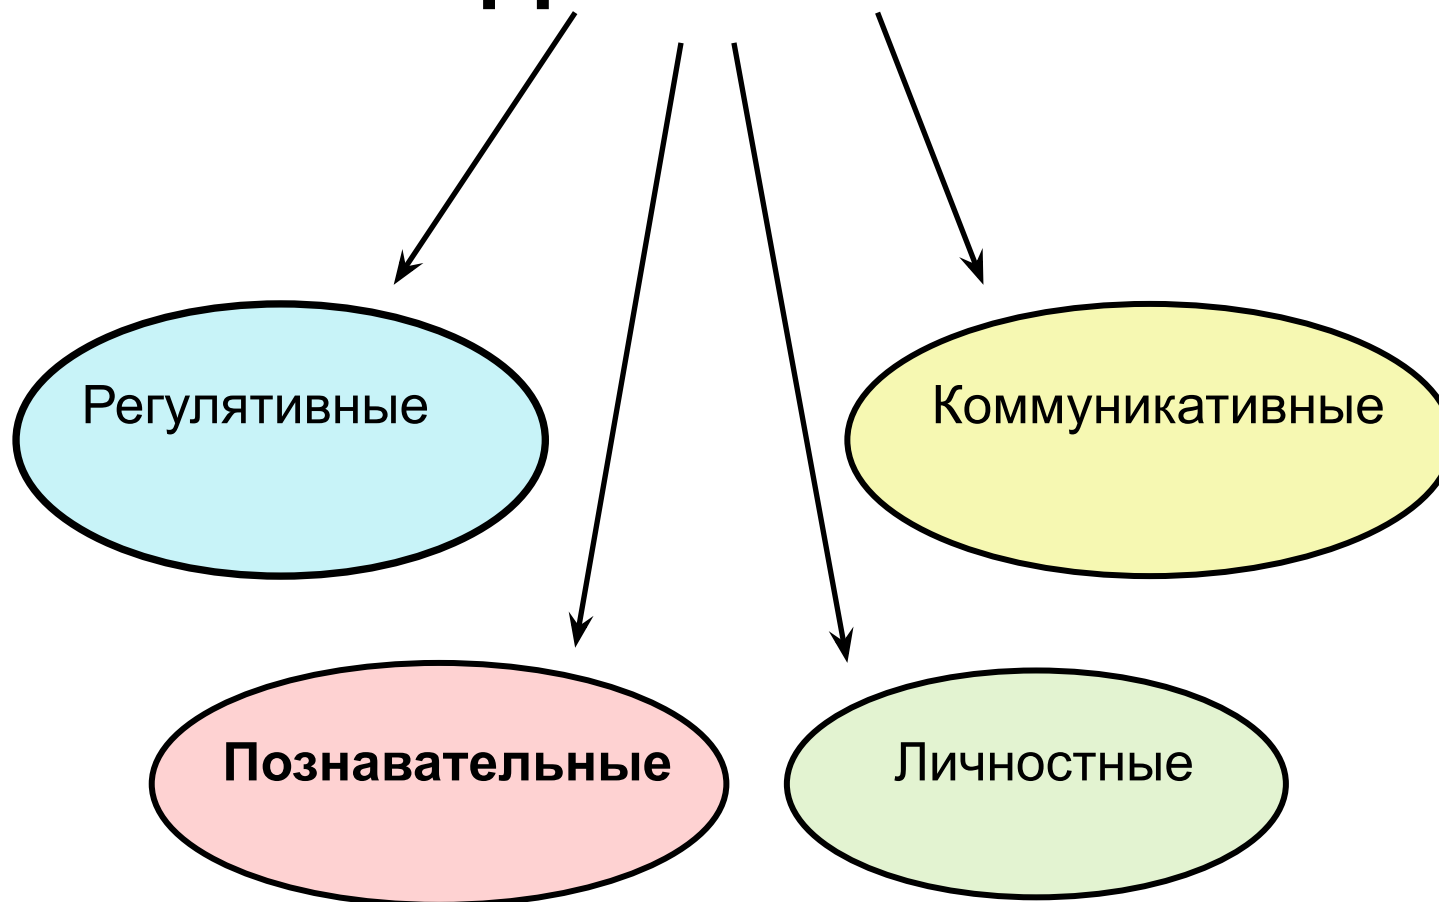 Регулятивные
Коммуникативные
Познавательные
Личностные